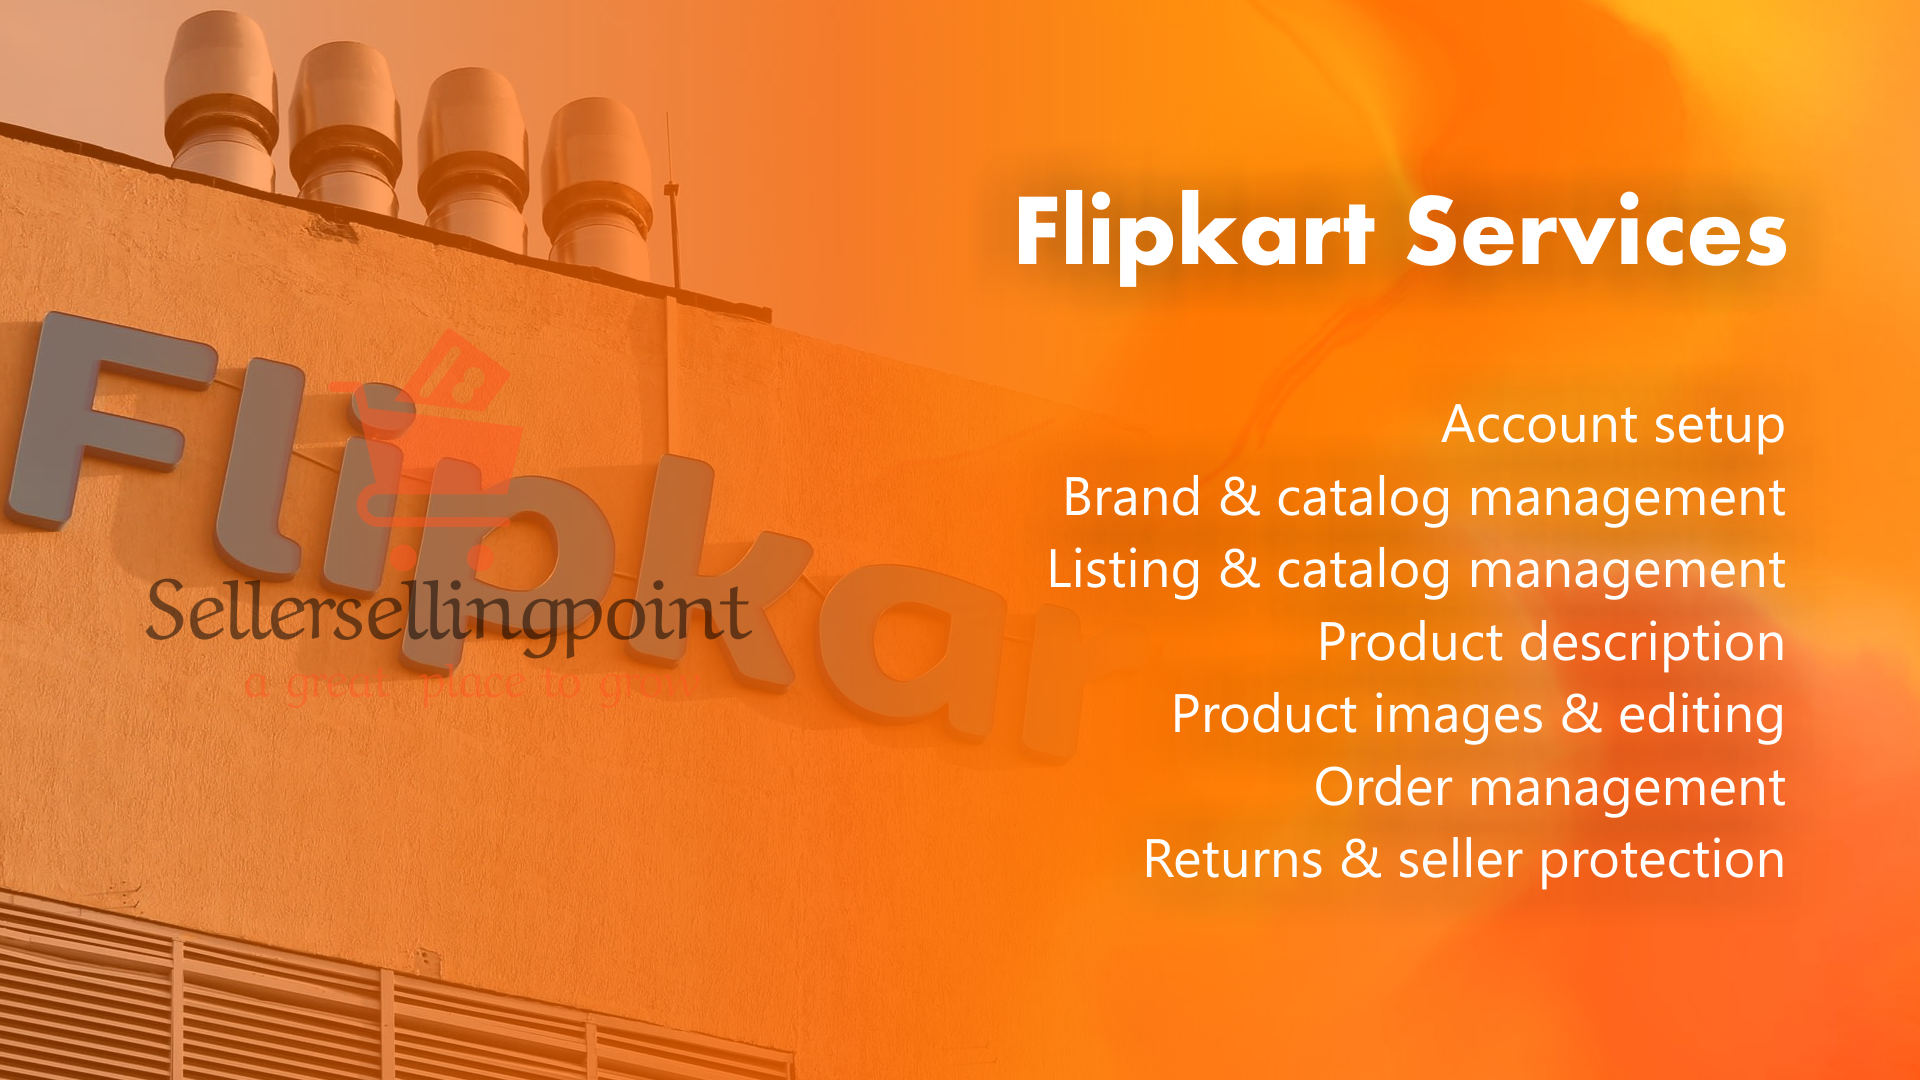 Flipkart Services
Flipkar
Account setup
Brand & catalog management
Listing & catalog management
Product description
Product images & editing
Order management
Returns & seller protection
Sellersellingpoint
a great place to grow